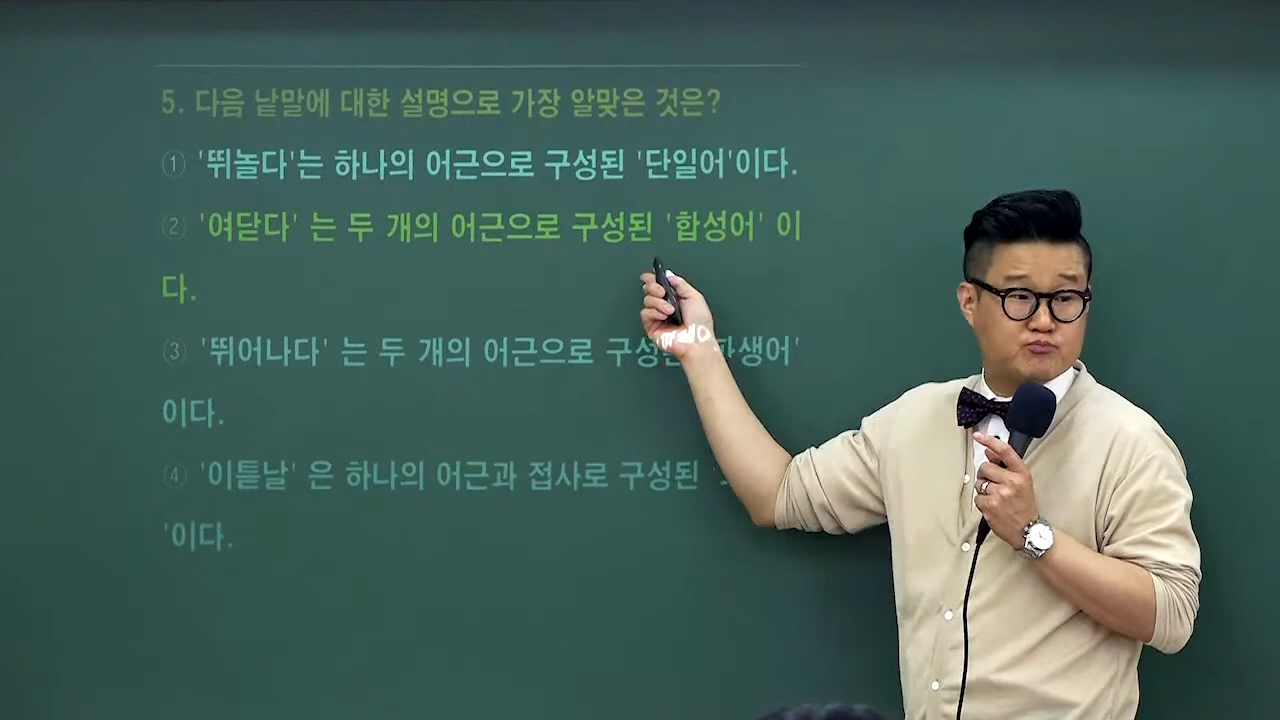 5. 다음 낱말에 대한 설명으로 가장 알맞은 것은?
① '뛰놀다'는 하나의 어근으로 구성된 '단일어'이다.
② '여닫다' 는 두 개의 어근으로 구성된 '합성어' 이
다.
③ '뛰어나다' 는 두 개의 어근으로 구성된 '파생어'
이다.
④ '이튿날' 은 하나의 어근과 접사로 구성된
'이다.